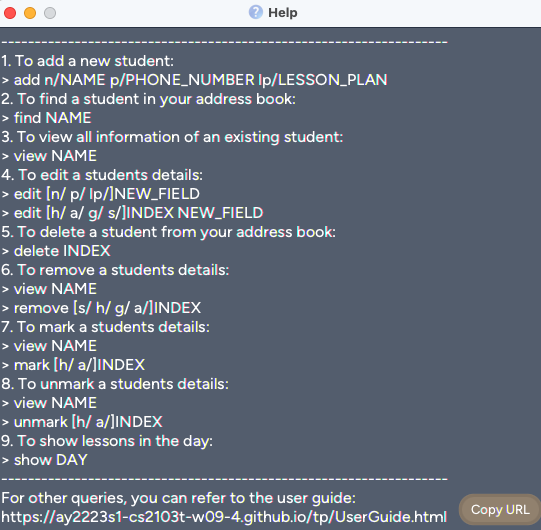 Help
-------------------------------------------------------------------
1. To add a new student:
> add n/NAME p/PHONE_NUMBER lp/LESSON_PLAN
2. To find a student in your address book:
> find NAME
3. To view all information of an existing student:
> view NAME
4. To edit a students details:
> edit [n/ p/ lp/]NEW_FIELD
> edit [h/ a/ g/ s/]INDEX NEW_FIELD
5. To delete a student from your address book:
> delete INDEX
6. To remove a students details:
> view NAME
> remove [s/ h/ g/ a/]INDEX
7. To mark a students details:
> view NAME
> mark [h/ a/]INDEX
8. To unmark a students details:
> view NAME
> unmark [h/ a/]INDEX
9. To show lessons in the day:
> show DAY
-------------------------------------------------------------------
For other queries, you can refer to the user guide:
https://ay2223s1-cs2103t-w09-4.github.io/tp/UserGuide.html
Copy URL